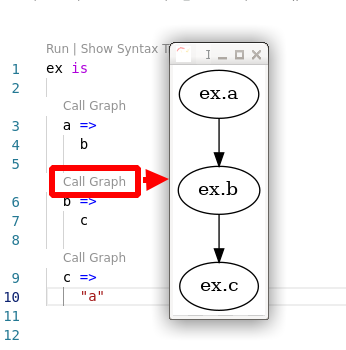 Run | Show Syntax T
1 ex is
2
Call Graph
3 a =>
4 b
5
Call Graph
6 b =>
7 c
8
Call Graph
9 c =>
10 "a"
11
12
ex.a
ex.b
ex.c